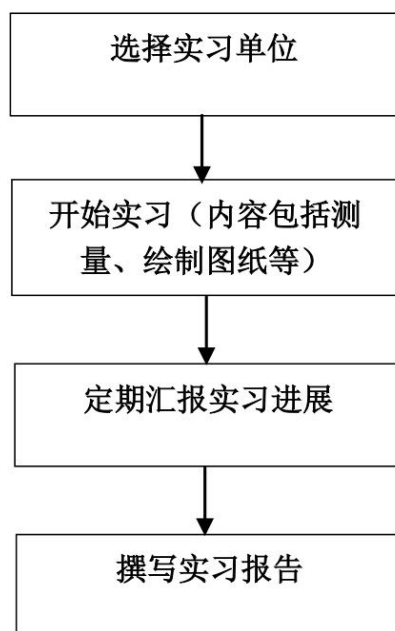 选择实习单位
开始实习（内容包括测
量、绘制图纸等）
定期汇报实习进展
撰写实习报告